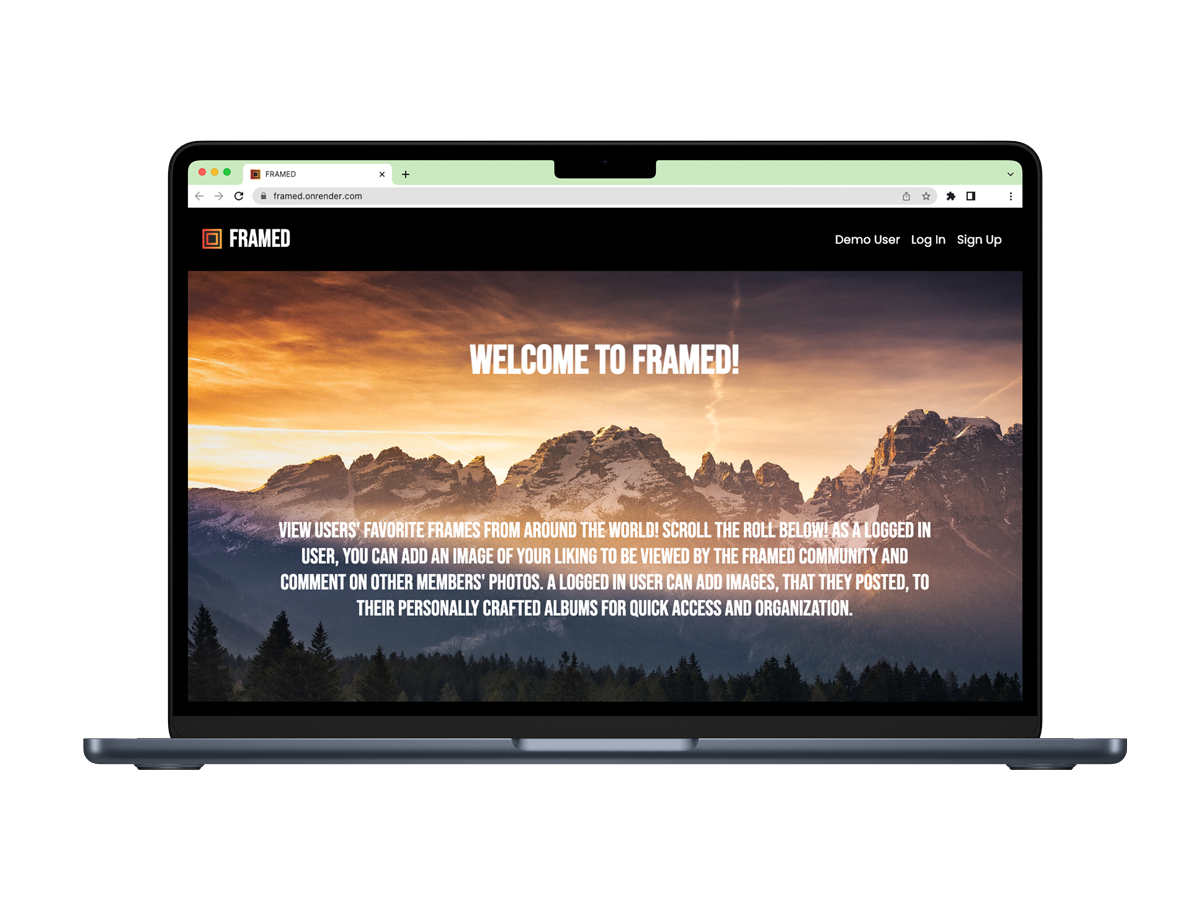 FRAMED
framed.onrender.com
FRAMED
Demo User Log In Sign Up
WELCOME TO FRAMED!
VIEW USERS' FAVORITE FRAMES FROM AROUND THE WORLD! SCROLL THE ROLL BELOW! AS A LOGGED IN
USER, YOU CAN ADD AN IMAGE OF YOUR LIKING TO BE VIEWED BY THE FRAMED COMMUNITY AND
COMMENT ON OTHER MEMBERS' PHOTOS. A LOGGED IN USER CAN ADD IMAGES, THAT THEY POSTED, TO
THEIR PERSONALLY CRAFTED ALBUMS FOR QUICK ACCESS AND ORGANIZATION.